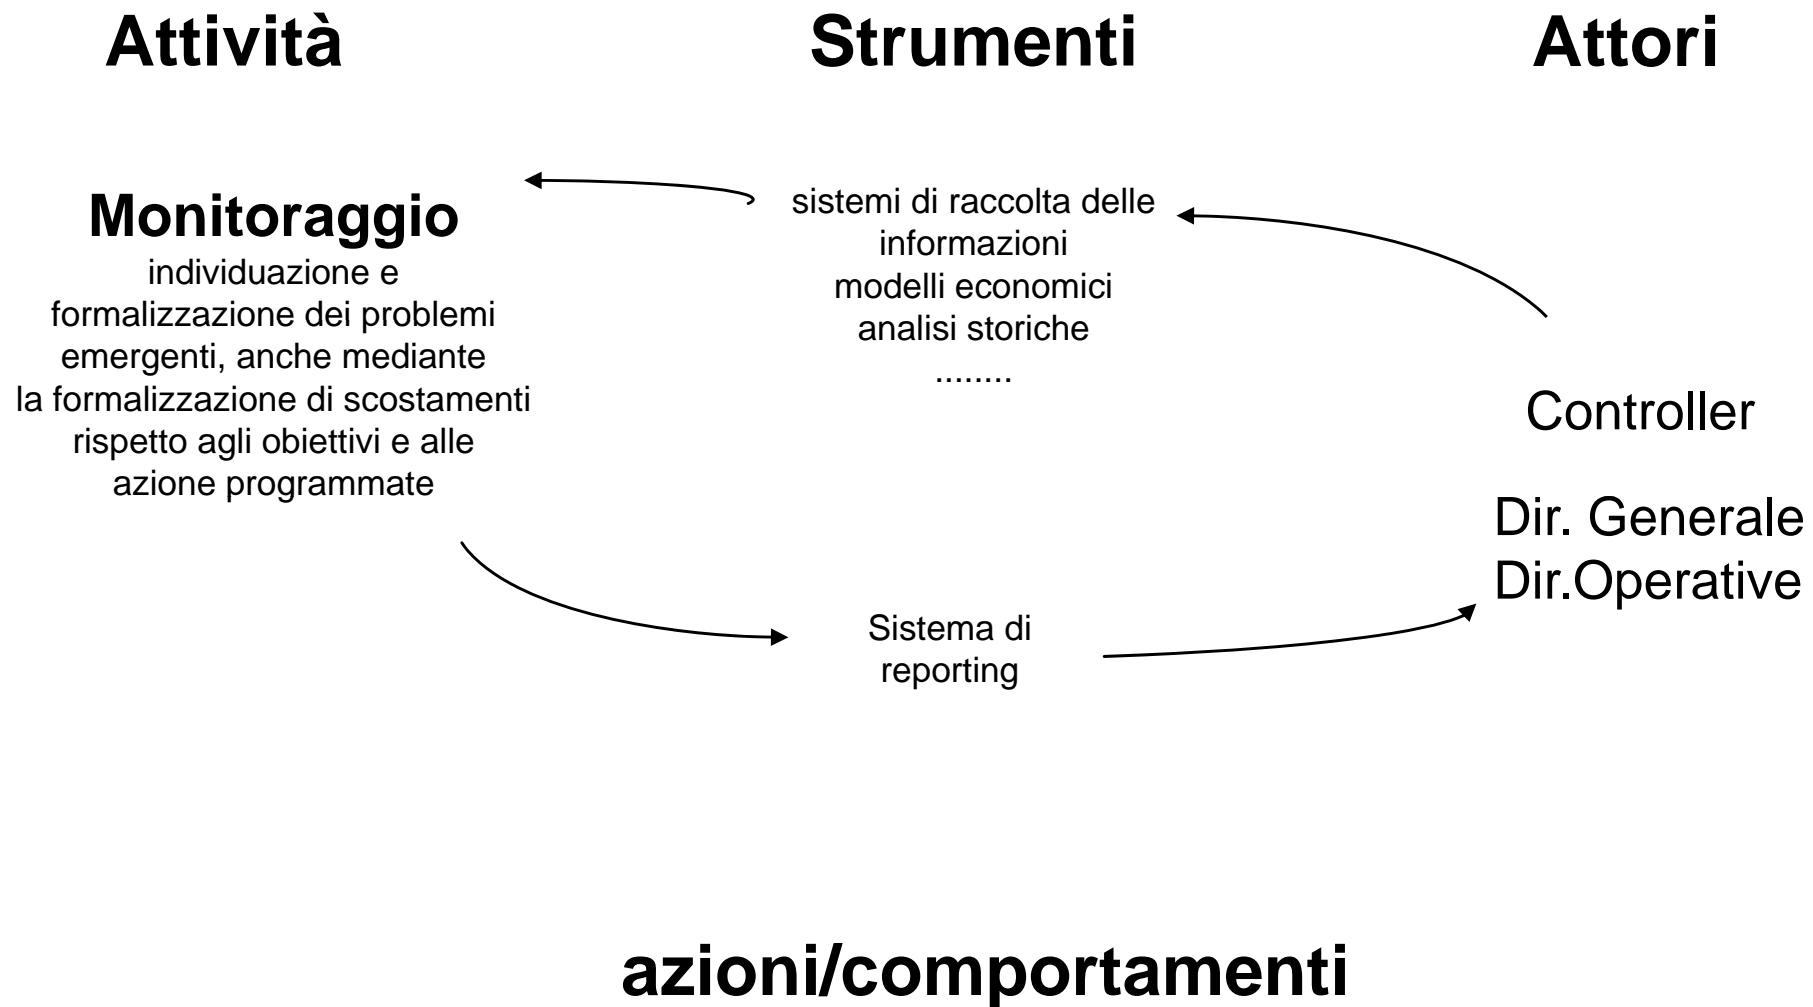 Attività
Strumenti
Attori
Monitoraggio
individuazione e
formalizzazione dei problemi
emergenti, anche mediante
la formalizzazione di scostamenti
rispetto agli obiettivi e alle
azione programmate
sistemi di raccolta delle
informazioni
modelli economici
analisi storiche
........
Controller
Dir. Generale
Dir.Operative
Sistema di
reporting
azioni/comportamenti